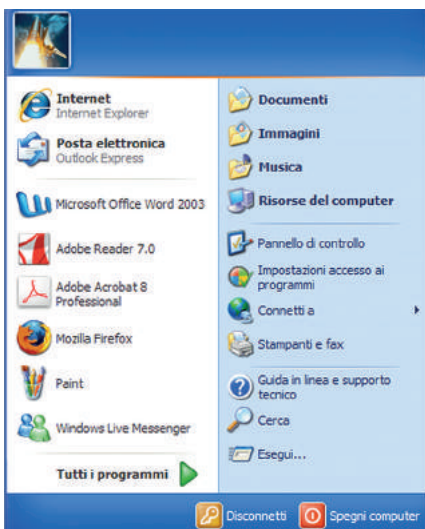 Internet
Internet Explorer
Posta elettronica
Outlook Express
Microsoft Office Word 2003
Adobe Reader 7.0
Adobe Acrobat 8
Professional
Mozilla Firefox
Paint
Windows Live Messenger
Tutti i programmi
Documenti
Immagini
Musica
Risorse del computer
Pannello di controllo
Impostazioni accesso ai
programmi
Connetti a
Stampanti e fax
Guida in linea e supporto
tecnico
Cerca
Esegui...
Disconnetti
Spegni computer